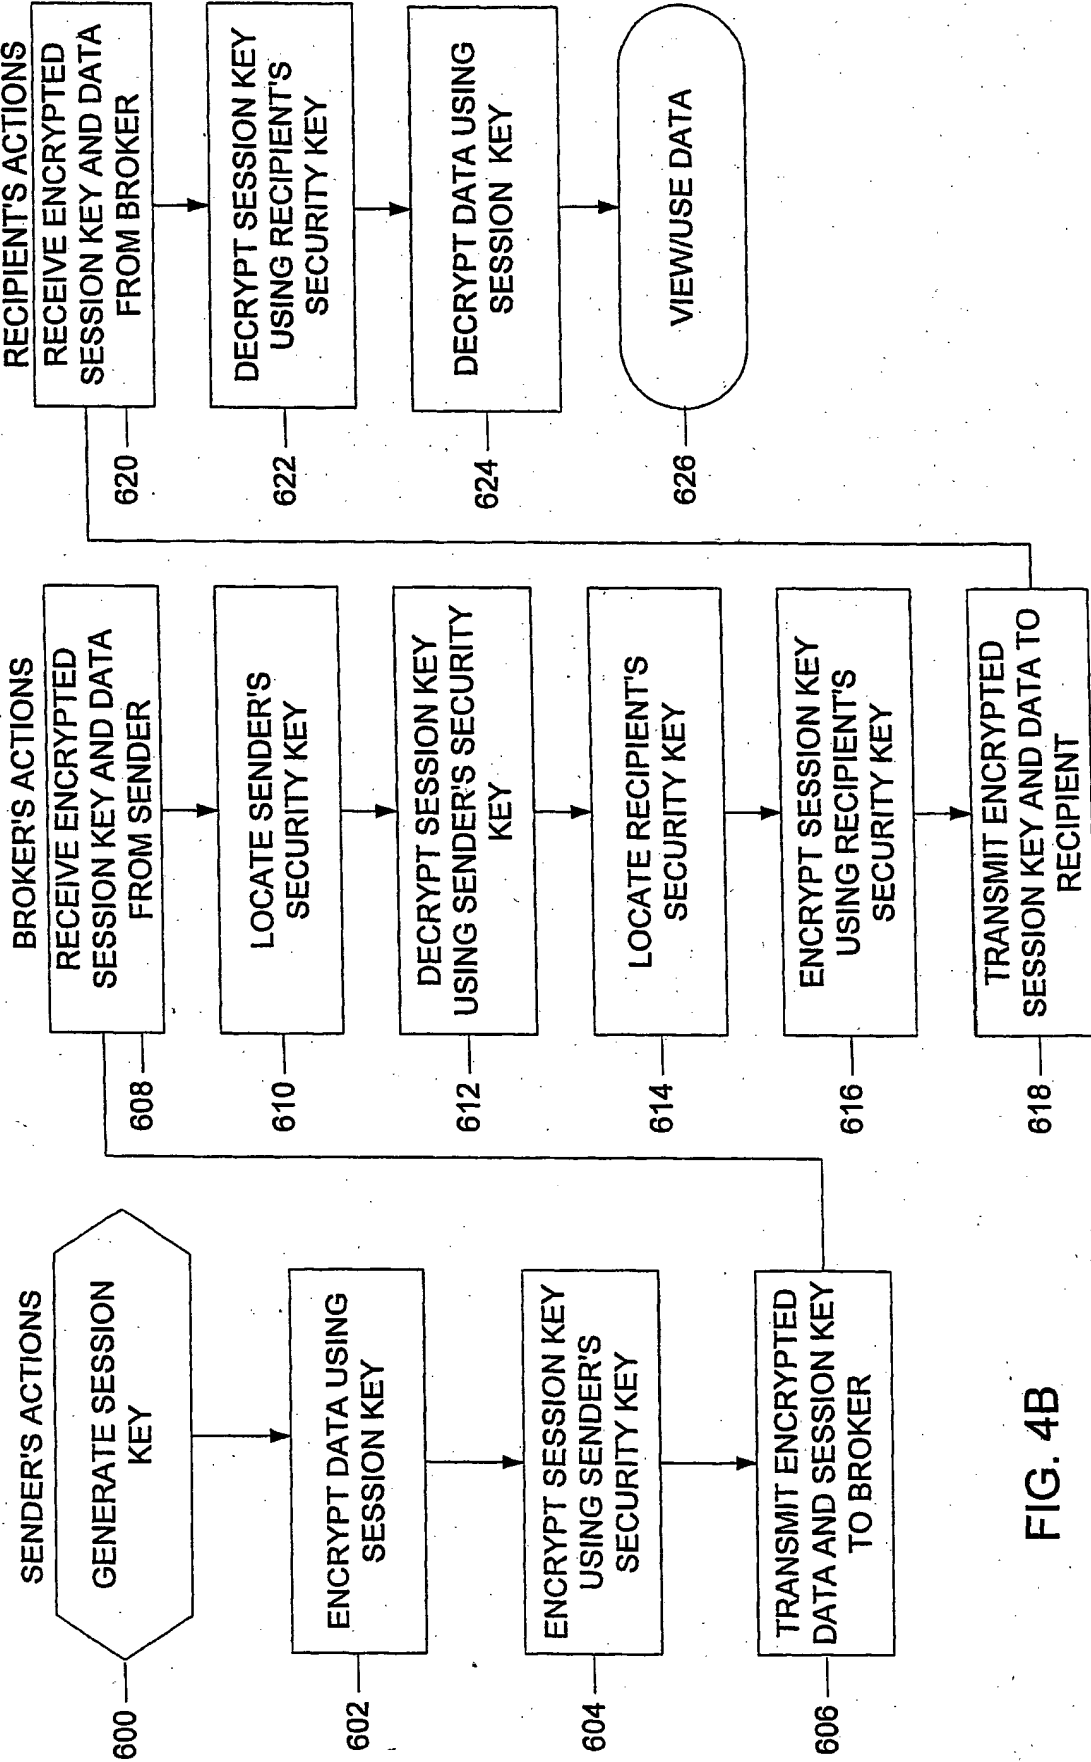 SENDER'S ACTIONS
600
GENERATE SESSION
KEY
602
ENCRYPT DATA USING
SESSION KEY
604
ENCRYPT SESSION KEY
USING SENDER'S
SECURITY KEY
606
TRANSMIT ENCRYPTED
DATA AND SESSION KEY
TO BROKER
BROKER'S ACTIONS
608
RECEIVE ENCRYPTED
SESSION KEY AND DATA
FROM SENDER
610
LOCATE SENDER'S
SECURITY KEY
612
DECRYPT SESSION KEY
USING SENDER'S SECURITY
KEY
614
LOCATE RECIPIENT'S
SECURITY KEY
616
ENCRYPT SESSION KEY
USING RECIPIENT'S
SECURITY KEY
618
TRANSMIT ENCRYPTED
SESSION KEY AND DATA TO
RECIPIENT
RECIPIENT'S ACTIONS
620
RECEIVE ENCRYPTED
SESSION KEY AND DATA
FROM BROKER
622
DECRYPT SESSION KEY
USING RECIPIENT'S
SECURITY KEY
624
DECRYPT DATA USING
SESSION KEY
626
VIEW/USE DATA
FIG. 4B